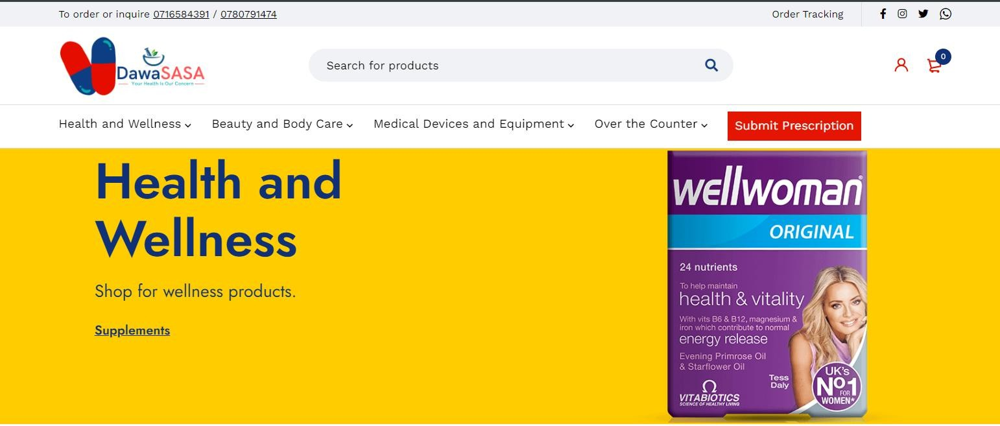 To order or inquire 0716584391 / 0780791474
Order Tracking
DawaSASA
Your Health Is Our Concern
Search for products
0
Health and Wellness
Beauty and Body Care
Medical Devices and Equipment
Over the Counter
Submit Prescription
Health and
Wellness
Shop for wellness products.
Supplements
wellwoman®
ORIGINAL
24 nutrients
To help maintain
health & vitality
With vits B6 & B12, magnesium &
iron which contribute to normal
energy release
Evening Primrose Oil
& Starflower Oil
Tess
Daly
VITABIOTICS
SCIENCE OF HEALTHY LIVING
UK's
Nº1
FOR
WOMEN*